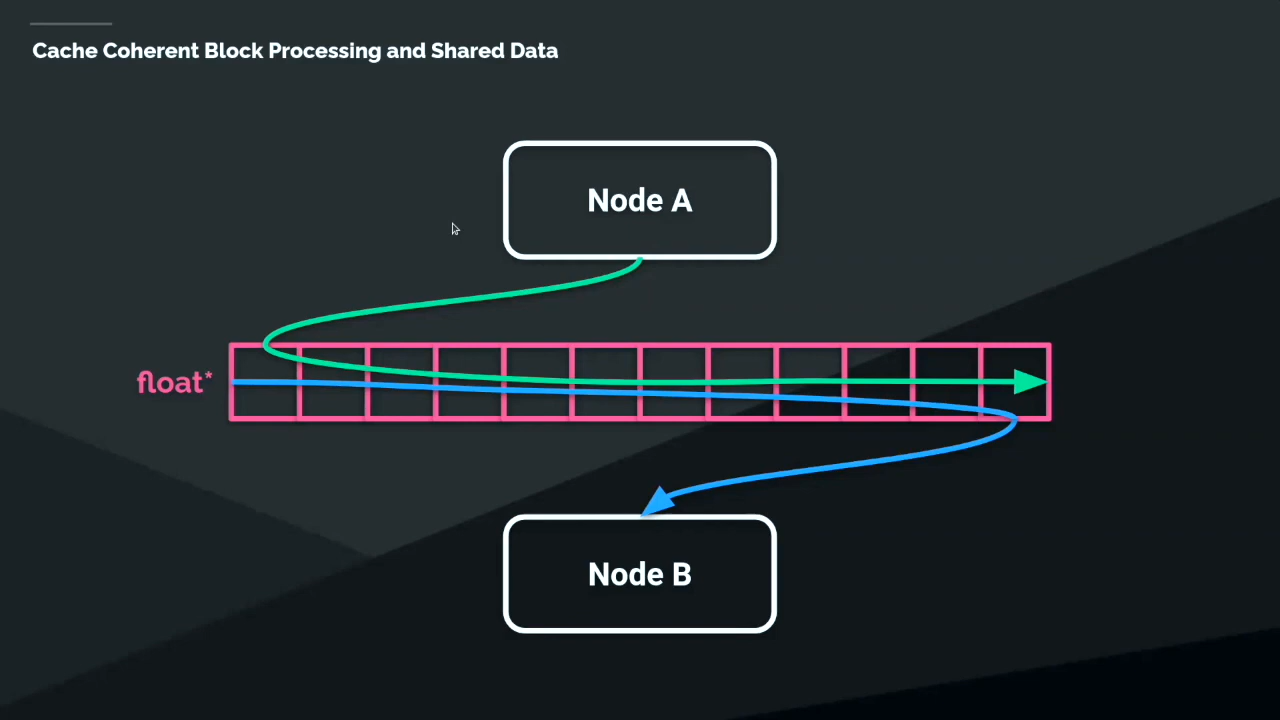 Cache Coherent Block Processing and Shared Data
Node A
float*
Node B